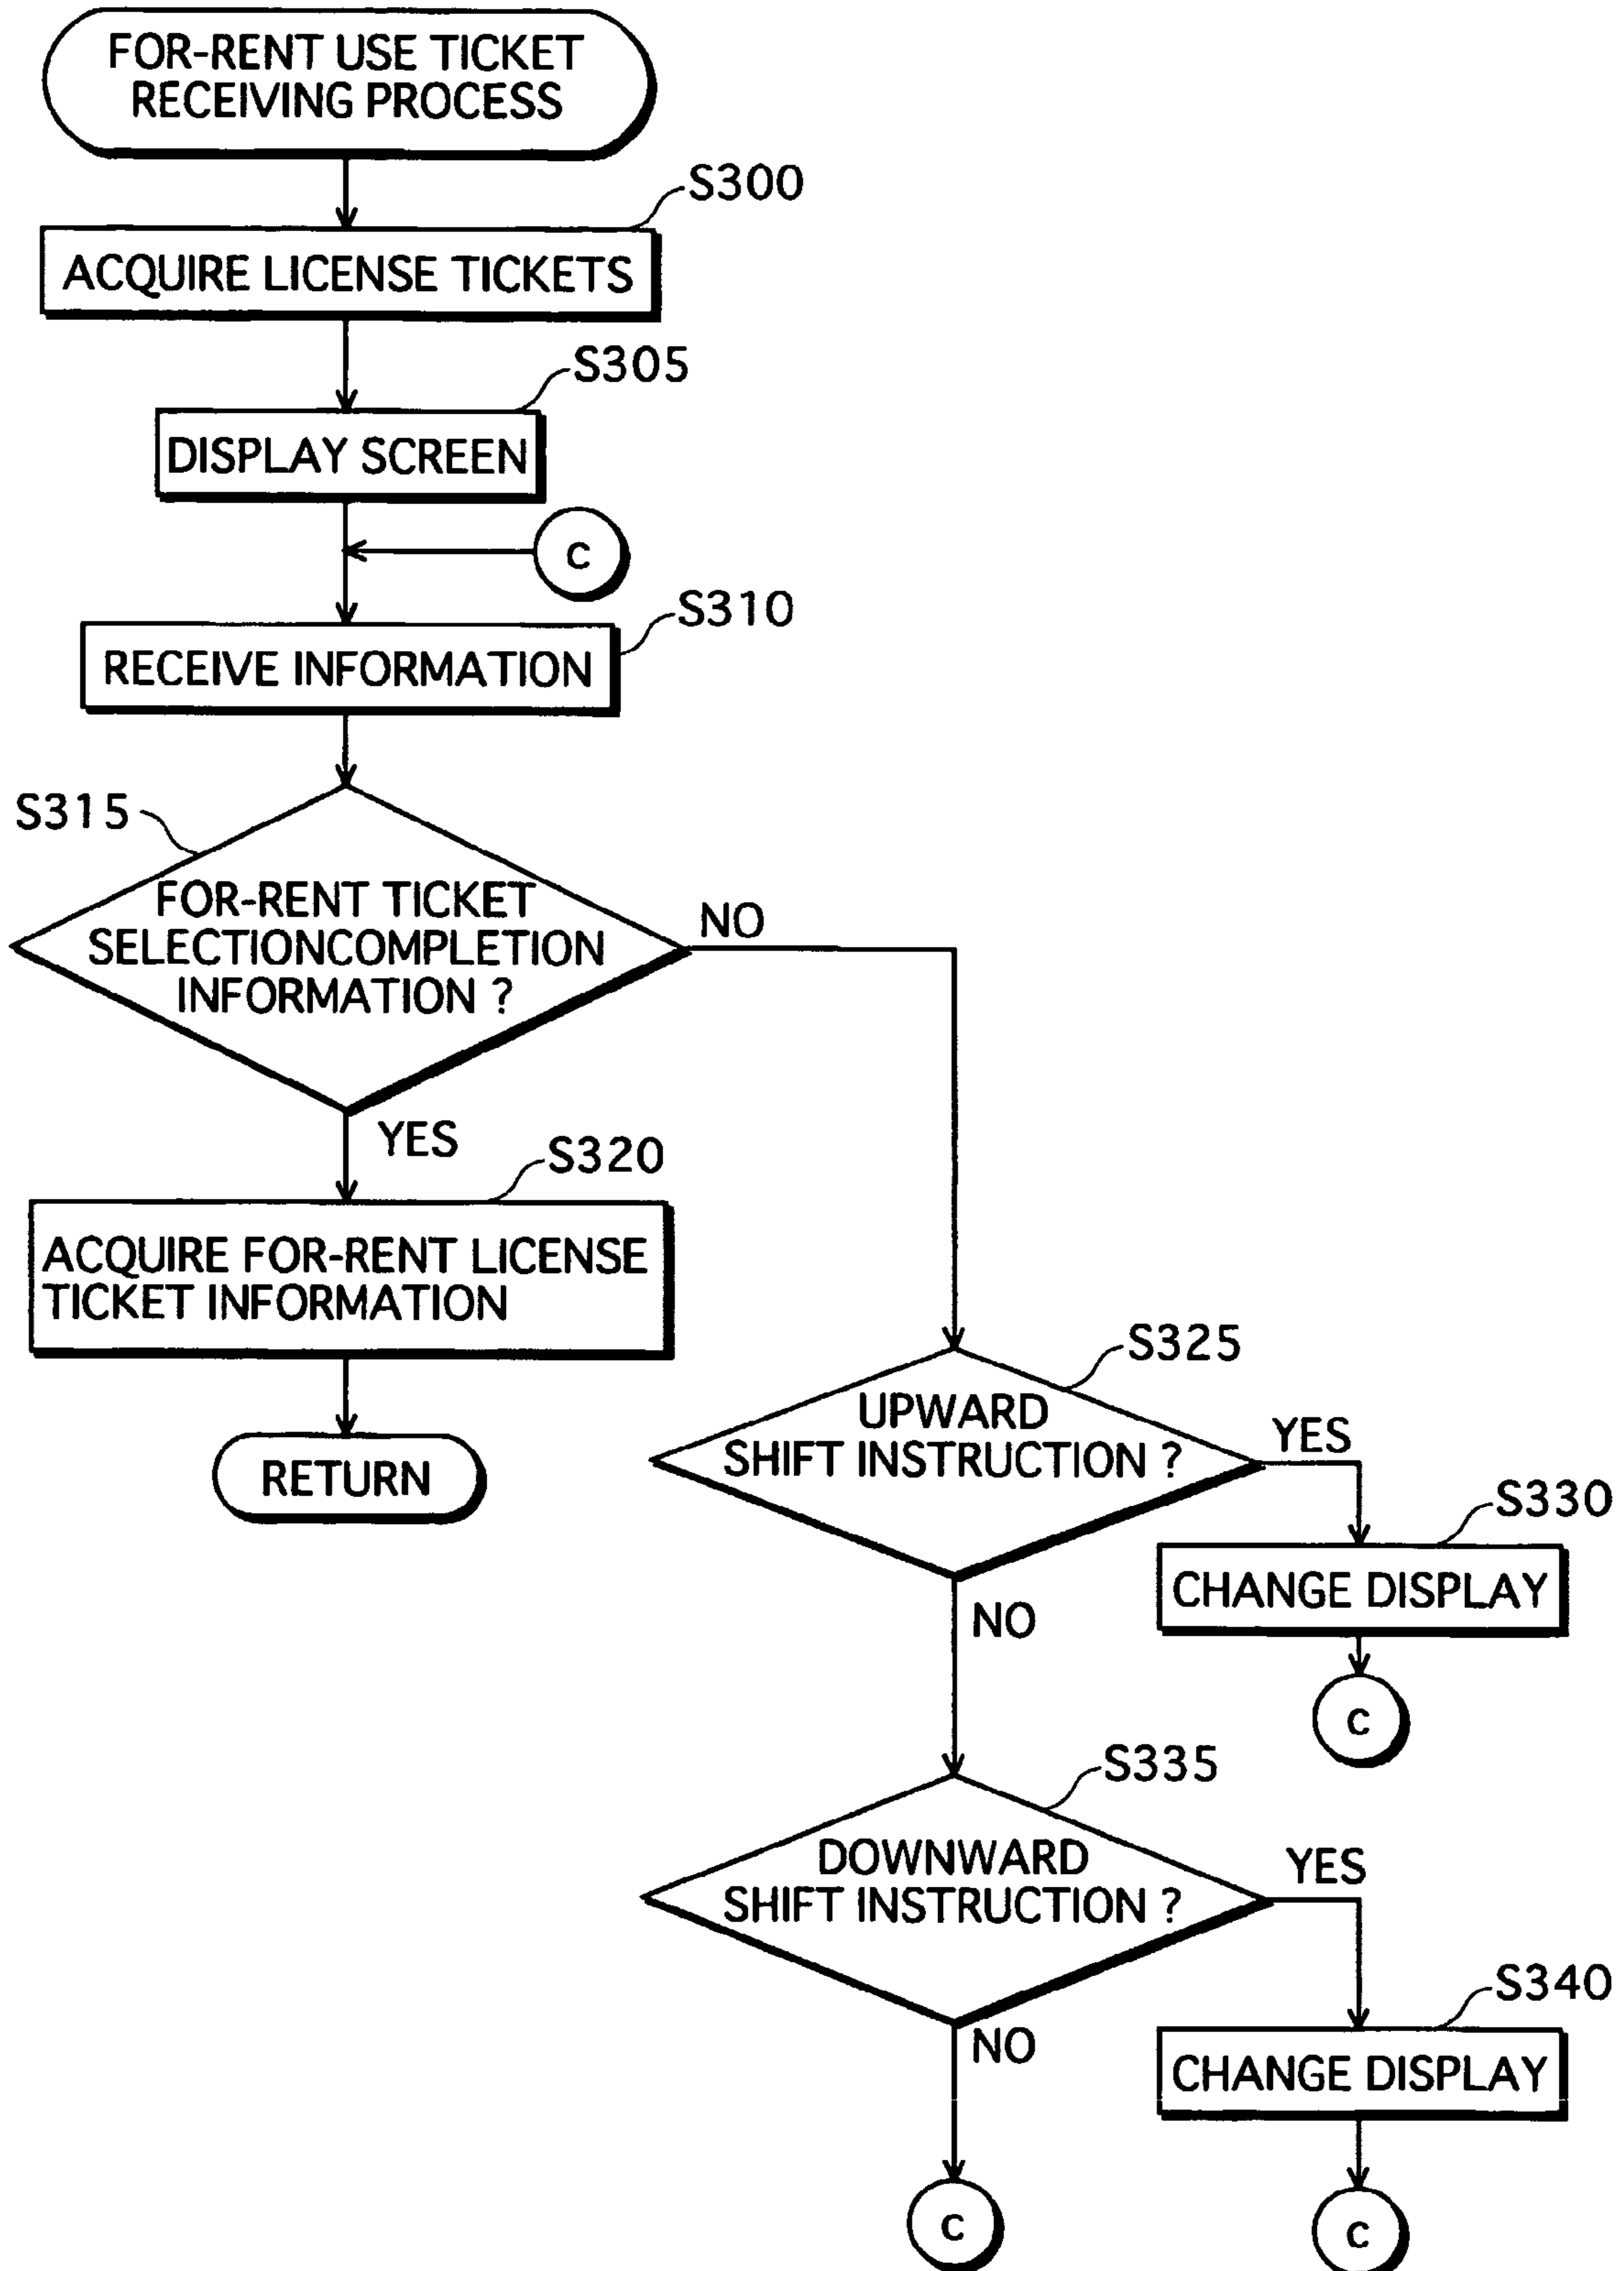 FOR-RENT USE TICKET
RECEIVING PROCESS
S300
ACQUIRE LICENSE TICKETS
S305
DISPLAY SCREEN
C
S310
RECEIVE INFORMATION
S315
FOR-RENT TICKET
SELECTIONCOMPLETION
INFORMATION ?
NO
YES
S320
ACQUIRE FOR-RENT LICENSE
TICKET INFORMATION
RETURN
S325
UPWARD
SHIFT INSTRUCTION ?
YES
S330
CHANGE DISPLAY
C
NO
S335
DOWNWARD
SHIFT INSTRUCTION ?
YES
S340
CHANGE DISPLAY
C
NO
C